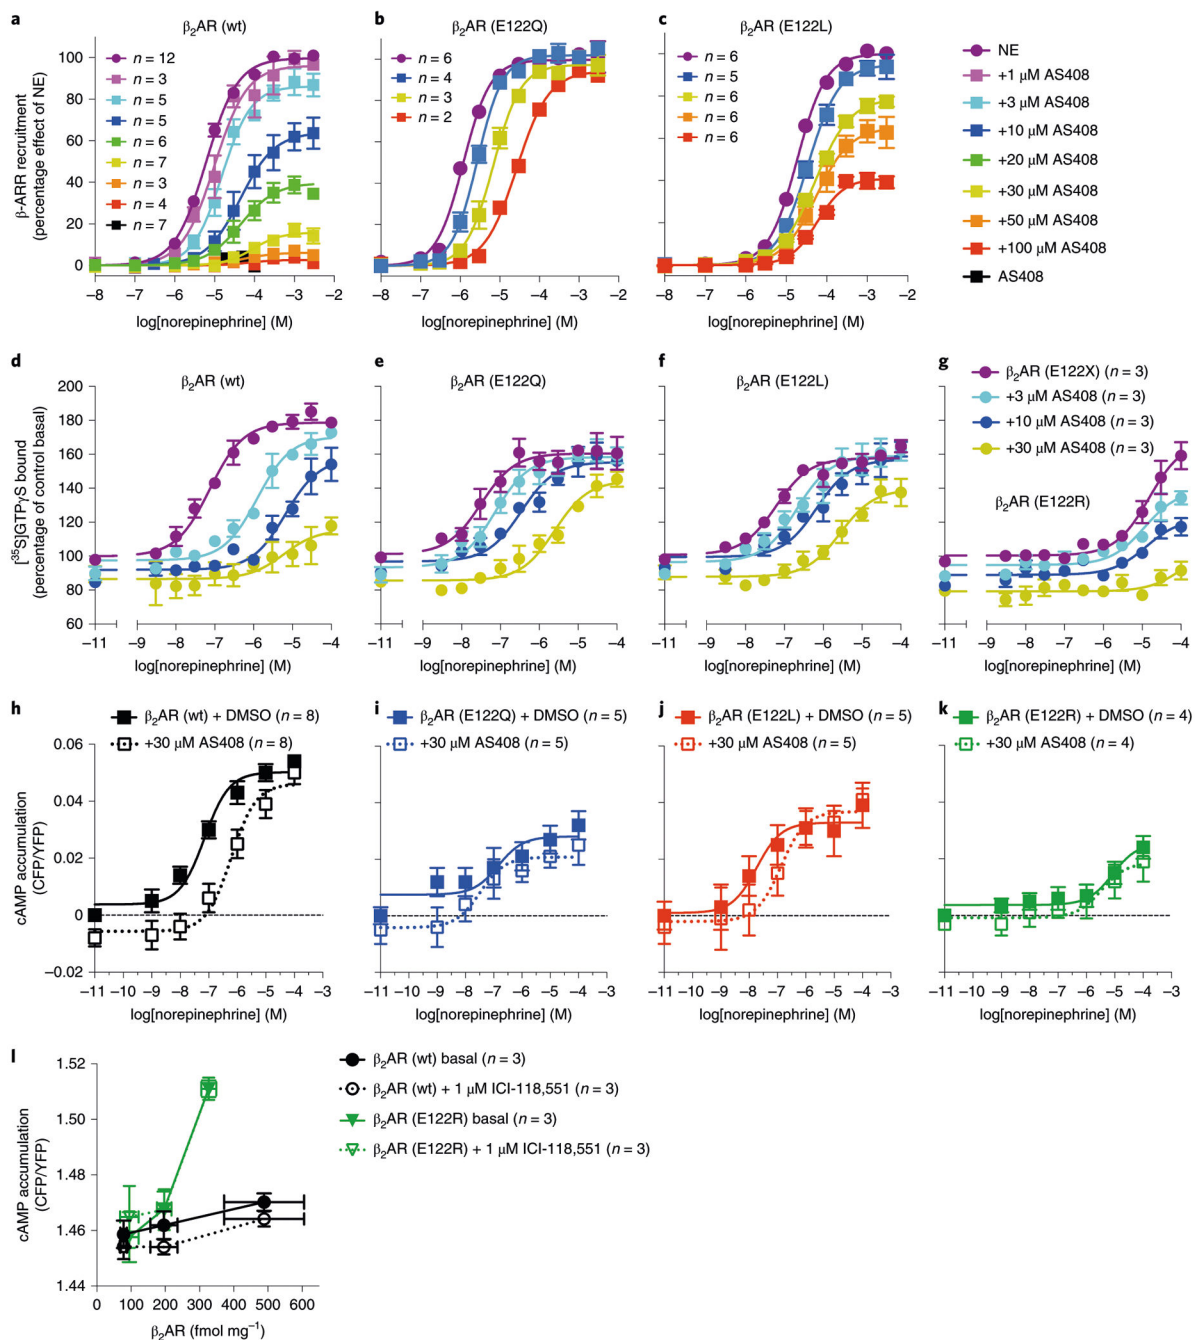 a
β₂AR (wt)
100
80
60
40
20
0
β-ARR recruitment
(percentage effect of NE)
n = 12
n = 3
n = 5
n = 5
n = 6
n = 7
n = 3
n = 4
n = 7
−8 −7 −6 −5 −4 −3 −2
log[norepinephrine] (M)
b
β₂AR (E122Q)
n = 6
n = 4
n = 3
n = 2
−8 −7 −6 −5 −4 −3 −2
log[norepinephrine] (M)
c
β₂AR (E122L)
n = 6
n = 5
n = 6
n = 6
n = 6
−8 −7 −6 −5 −4 −3 −2
log[norepinephrine] (M)
NE
+1 μM AS408
+3 μM AS408
+10 μM AS408
+20 μM AS408
+30 μM AS408
+50 μM AS408
+100 μM AS408
AS408
d
β₂AR (wt)
200
180
160
140
120
100
80
60
[³⁵S]GTPγS bound
(percentage of control basal)
−11 −9 −8 −7 −6 −5 −4
log[norepinephrine] (M)
e
β₂AR (E122Q)
−11 −9 −8 −7 −6 −5 −4
log[norepinephrine] (M)
f
β₂AR (E122L)
−11 −9 −8 −7 −6 −5 −4
log[norepinephrine] (M)
g
β₂AR (E122X) (n = 3)
+3 μM AS408 (n = 3)
+10 μM AS408 (n = 3)
+30 μM AS408 (n = 3)
β₂AR (E122R)
−11 −9 −8 −7 −6 −5 −4
log[norepinephrine] (M)
h
β₂AR (wt) + DMSO (n = 8)
+30 μM AS408 (n = 8)
0.06
0.04
0.02
0
−0.02
cAMP accumulation
(CFP/YFP)
−11 −10 −9 −8 −7 −6 −5 −4 −3
log[norepinephrine] (M)
i
β₂AR (E122Q) + DMSO (n = 5)
+30 μM AS408 (n = 5)
−11 −10 −9 −8 −7 −6 −5 −4 −3
log[norepinephrine] (M)
j
β₂AR (E122L) + DMSO (n = 5)
+30 μM AS408 (n = 5)
−11 −10 −9 −8 −7 −6 −5 −4 −3
log[norepinephrine] (M)
k
β₂AR (E122R) + DMSO (n = 4)
+30 μM AS408 (n = 4)
−11 −10 −9 −8 −7 −6 −5 −4 −3
log[norepinephrine] (M)
l
1.52
1.50
1.48
1.46
1.44
cAMP accumulation
(CFP/YFP)
0 100 200 300 400 500 600
β₂AR (fmol mg⁻¹)
β₂AR (wt) basal (n = 3)
β₂AR (wt) + 1 μM ICI-118,551 (n = 3)
β₂AR (E122R) basal (n = 3)
β₂AR (E122R) + 1 μM ICI-118,551 (n = 3)